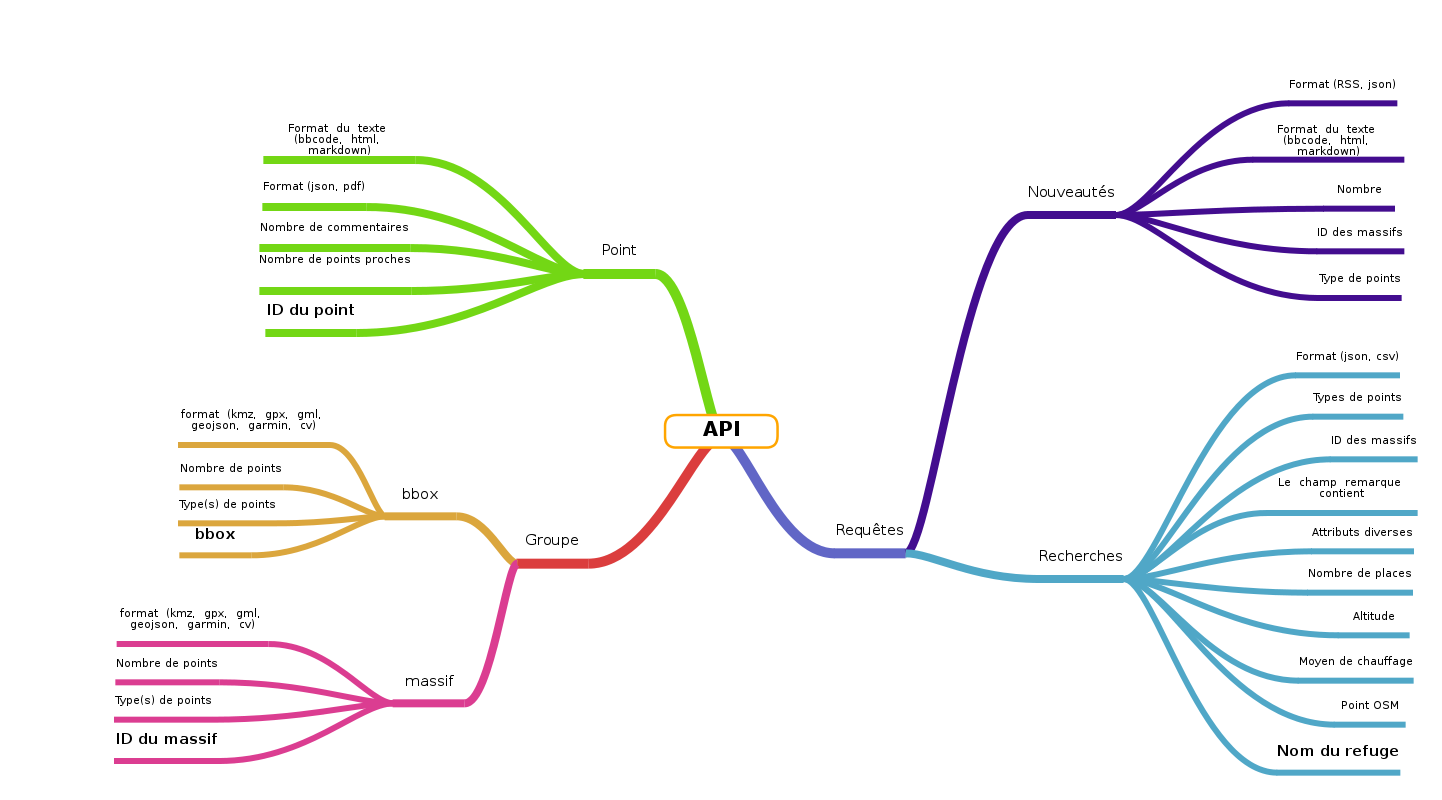 API
Point
Format du texte
(bbcode, html,
markdown)
Format (json, pdf)
Nombre de commentaires
Nombre de points proches
ID du point
Groupe
bbox
format (kmz, gpx, gml,
geojson, garmin, cv)
Nombre de points
Type(s) de points
bbox
massif
format (kmz, gpx, gml,
geojson, garmin, cv)
Nombre de points
Type(s) de points
ID du massif
Requêtes
Nouveautés
Format (RSS, json)
Format du texte
(bbcode, html,
markdown)
Nombre
ID des massifs
Type de points
Recherches
Format (json, csv)
Types de points
ID des massifs
Le champ remarque
contient
Attributs diverses
Nombre de places
Altitude
Moyen de chauffage
Point OSM
Nom du refuge